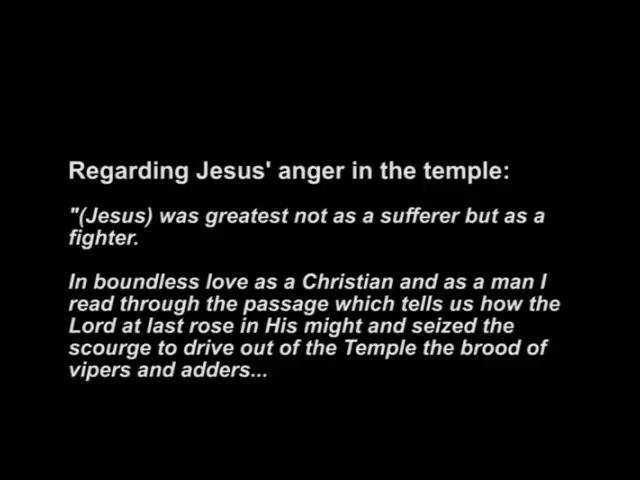 Regarding Jesus' anger in the temple:
"(Jesus) was greatest not as a sufferer but as a
fighter.
In boundless love as a Christian and as a man I
read through the passage which tells us how the
Lord at last rose in His might and seized the
scourge to drive out of the Temple the brood of
vipers and adders...